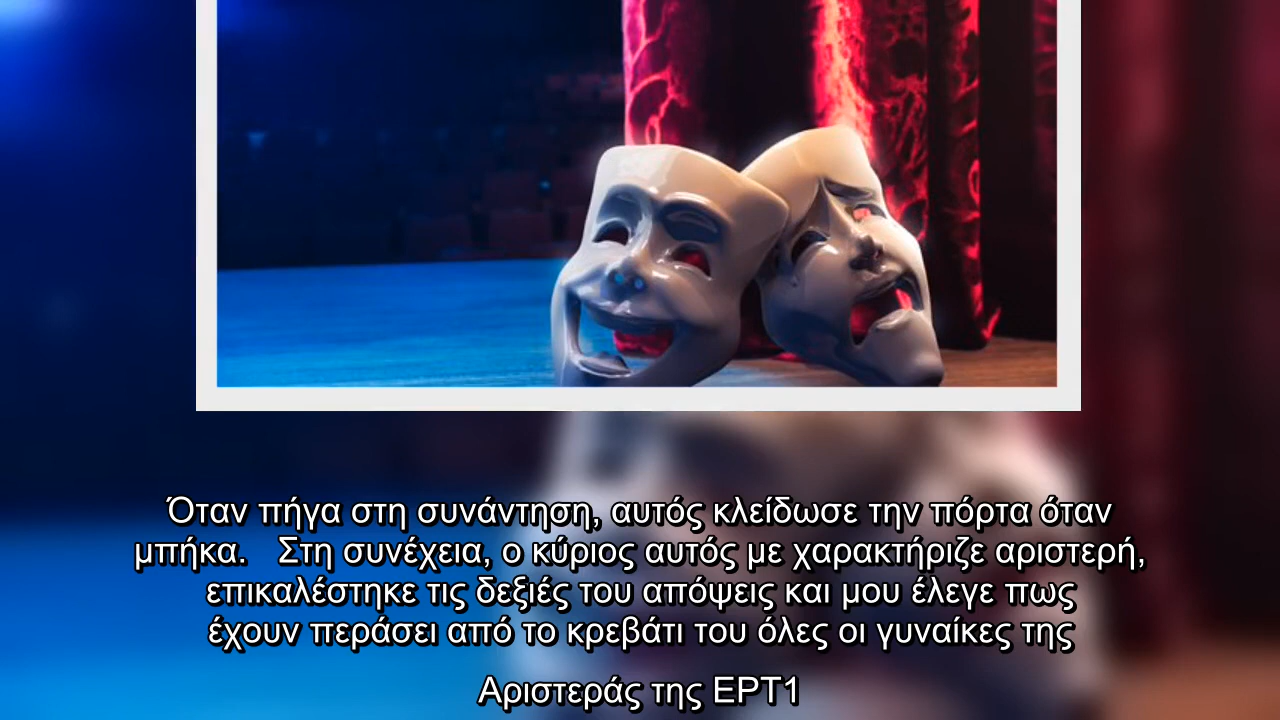 Όταν πήγα στη συνάντηση, αυτός κλείδωσε την πόρτα όταν
μπήκα.   Στη συνέχεια, ο κύριος αυτός με χαρακτήριζε αριστερή,
επικαλέστηκε τις δεξιές του απόψεις και μου έλεγε πως
έχουν περάσει από το κρεβάτι του όλες οι γυναίκες της
Αριστεράς της ΕΡΤ1